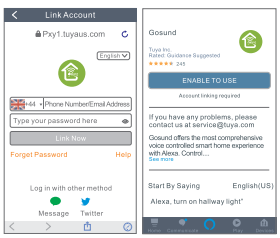 Link Account
Pxy1.tuyaus.com
English
+44
Phone Number/Email Address
Type your password here
Link Now
Forget Password
Help
Log in with other method
Message
Twitter
Gosund
Tuya Inc.
Rated: Guidance Suggested
245
ENABLE TO USE
Account linking required
If you have any problems, please
contact us at service@tuya.com
Gosund offers the most comprehensive
voice controlled smart home experience
with Alexa. Control....
See more
Start By Saying
English(US)
Alexa, turn on hallway light"
Home
Communicate
Play
Devices